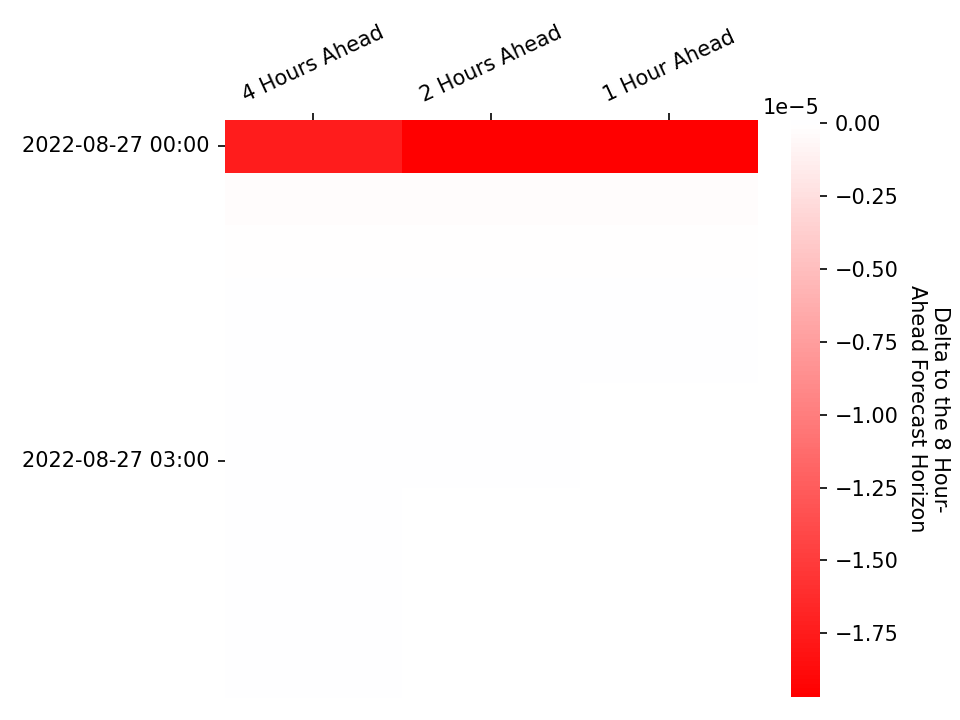 4 Hours Ahead
2 Hours Ahead
1 Hour Ahead
2022-08-27 00:00
2022-08-27 03:00
1e−5
0.00
−0.25
−0.50
−0.75
−1.00
−1.25
−1.50
−1.75
Delta to the 8 Hour-
Ahead Forecast Horizon